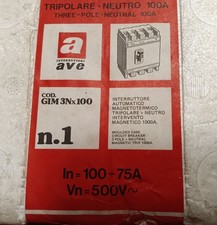 TRIPOLARE + NEUTRO 100A
THREE-POLE - NEUTRAL 100A
a
INTERRUTTORI
ave
COD.
GIM 3Nx100
n.1
INTERRUTTORE
AUTOMATICO
MAGNETOTERMICO
TRIPOLARE + NEUTRO
INTERVENTO
MAGNETICO 1000A.
MOULDED CASE
CIRCUIT BREAKER
3 POLE + NEUTRAL
MAGNETIC TRIP 1000A
In = 100 ÷ 75A
Vn = 500V~